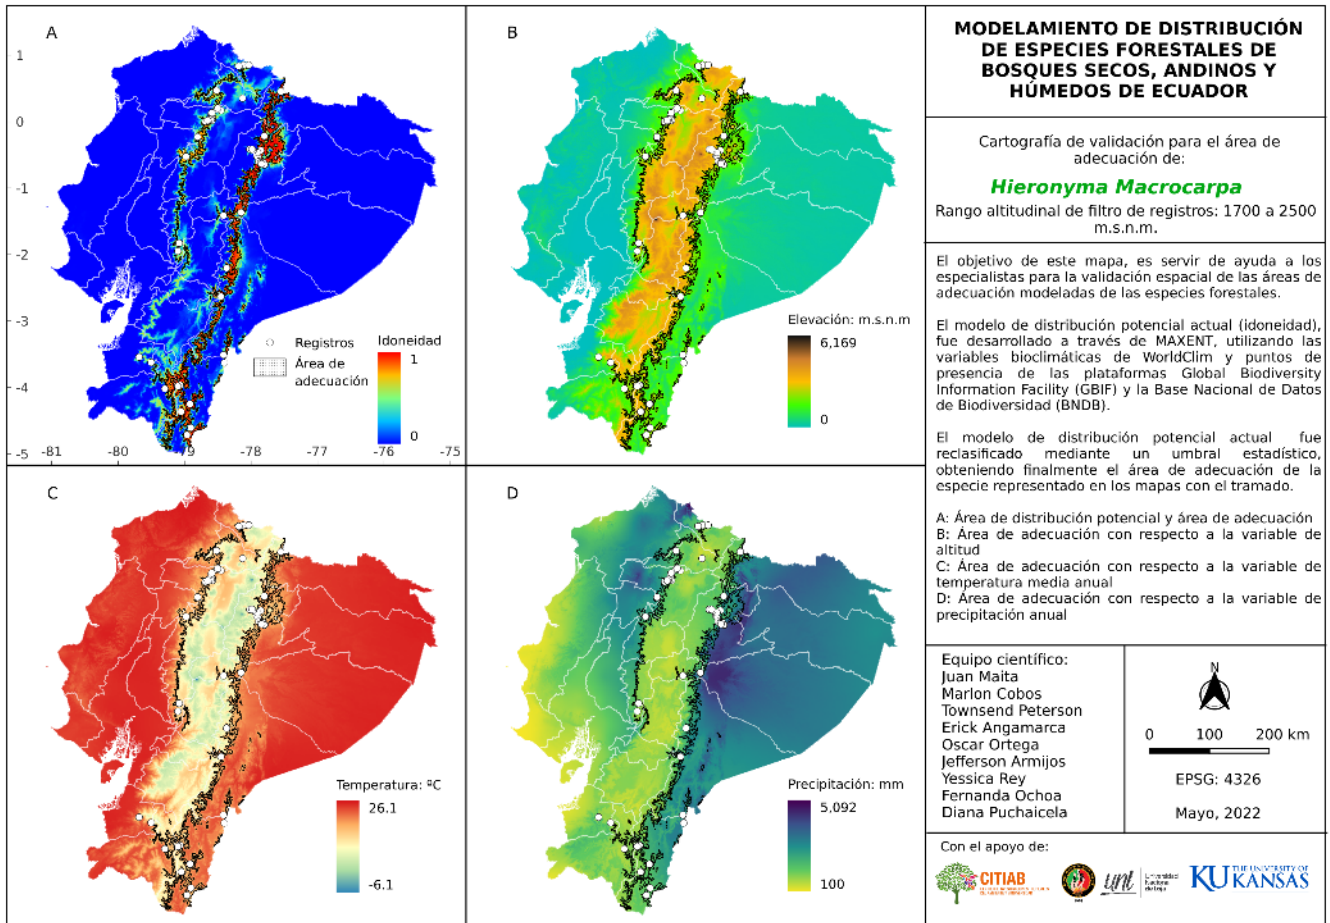 A
1
0
-1
-2
-3
-4
-5
-81
-80
-79
-78
-77
-76
-75
Registros
Área de
adecuación
Idoneidad
1
0
B
Elevación: m.s.n.m
6,169
0
C
Temperatura: ºC
26.1
-6.1
D
Precipitación: mm
5,092
100
MODELAMIENTO DE DISTRIBUCIÓN
DE ESPECIES FORESTALES DE
BOSQUES SECOS, ANDINOS Y
HÚMEDOS DE ECUADOR
Cartografía de validación para el área de
adecuación de:
Hieronyma Macrocarpa
Rango altitudinal de filtro de registros: 1700 a 2500
m.s.n.m.
El objetivo de este mapa, es servir de ayuda a los
especialistas para la validación espacial de las áreas de
adecuación modeladas de las especies forestales.
El modelo de distribución potencial actual (idoneidad),
fue desarrollado a través de MAXENT, utilizando las
variables bioclimáticas de WorldClim y puntos de
presencia de las plataformas Global Biodiversity
Information Facility (GBIF) y la Base Nacional de Datos
de Biodiversidad (BNDB).
El modelo de distribución potencial actual fue
reclasificado mediante un umbral estadístico,
obteniendo finalmente el área de adecuación de la
especie representado en los mapas con el tramado.
A: Área de distribución potencial y área de adecuación
B: Área de adecuación con respecto a la variable de
altitud
C: Área de adecuación con respecto a la variable de
temperatura media anual
D: Área de adecuación con respecto a la variable de
precipitación anual
Equipo científico:
Juan Maita
Marlon Cobos
Townsend Peterson
Erick Angamarca
Oscar Ortega
Jefferson Armijos
Yessica Rey
Fernanda Ochoa
Diana Puchaicela
N
0 100 200 km
EPSG: 4326
Mayo, 2022
Con el apoyo de:
CITIAB
unl
Universidad
Nacional
de Loja
KU THE UNIVERSITY OF
KANSAS